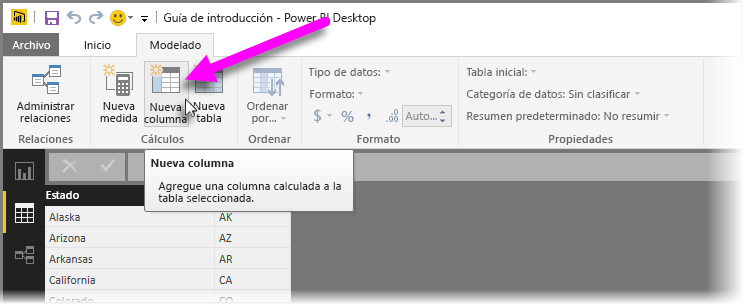 Guía de introducción - Power BI Desktop
Archivo Inicio Modelado
Administrar relaciones
Nueva medida
Nueva columna
Nueva tabla
Ordenar por...
Tipo de datos:
Formato:
$ % , .00 Auto...
Tabla inicial:
Categoría de datos: Sin clasificar
Resumen predeterminado: No resumir
Relaciones Cálculos Ordenar Formato Propiedades
Nueva columna
Agregue una columna calculada a la
tabla seleccionada.
Estado
Alaska AK
Arizona AZ
Arkansas AR
California CA
Colorado CO